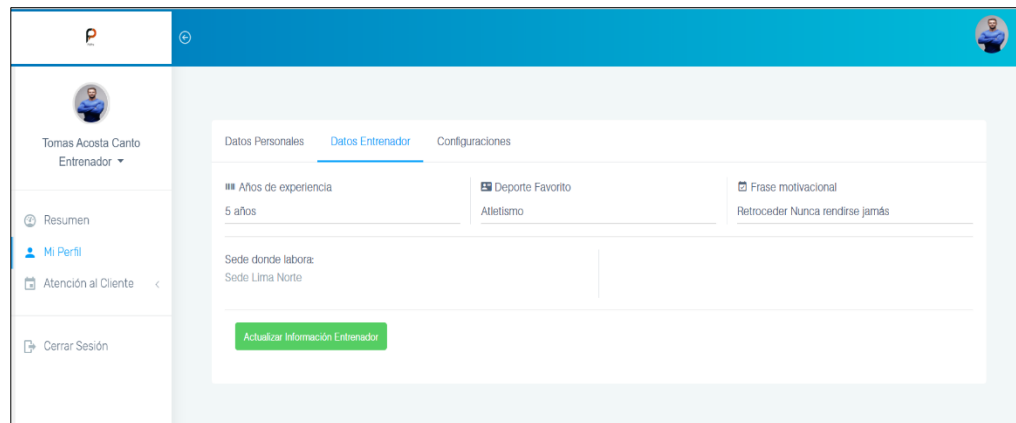 Tomas Acosta Canto
Entrenador
Resumen
Mi Perfil
Atención al Cliente
Cerrar Sesión
Datos Personales Datos Entrenador Configuraciones
Años de experiencia Deporte Favorito Frase motivacional
5 años Atletismo Retroceder Nunca rendirse jamás
Sede donde labora:
Sede Lima Norte
Actualizar Información Entrenador